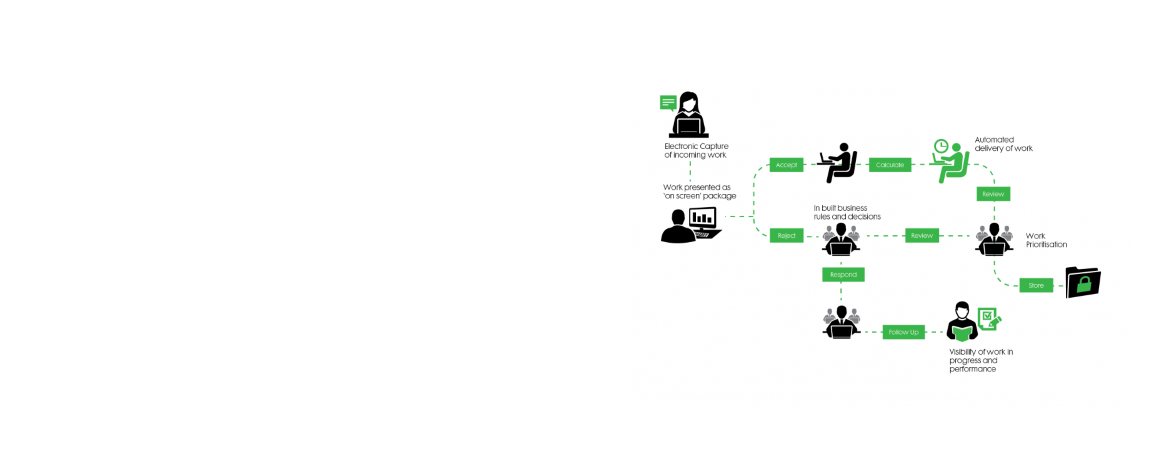 Electronic Capture
of incoming work
Work presented as
'on screen' package
Accept
Calculate
Automated
delivery of work
Review
Reject
In built business
rules and decisions
Review
Work
Prioritisation
Respond
Store
Follow Up
Visibility of work in
progress and
performance